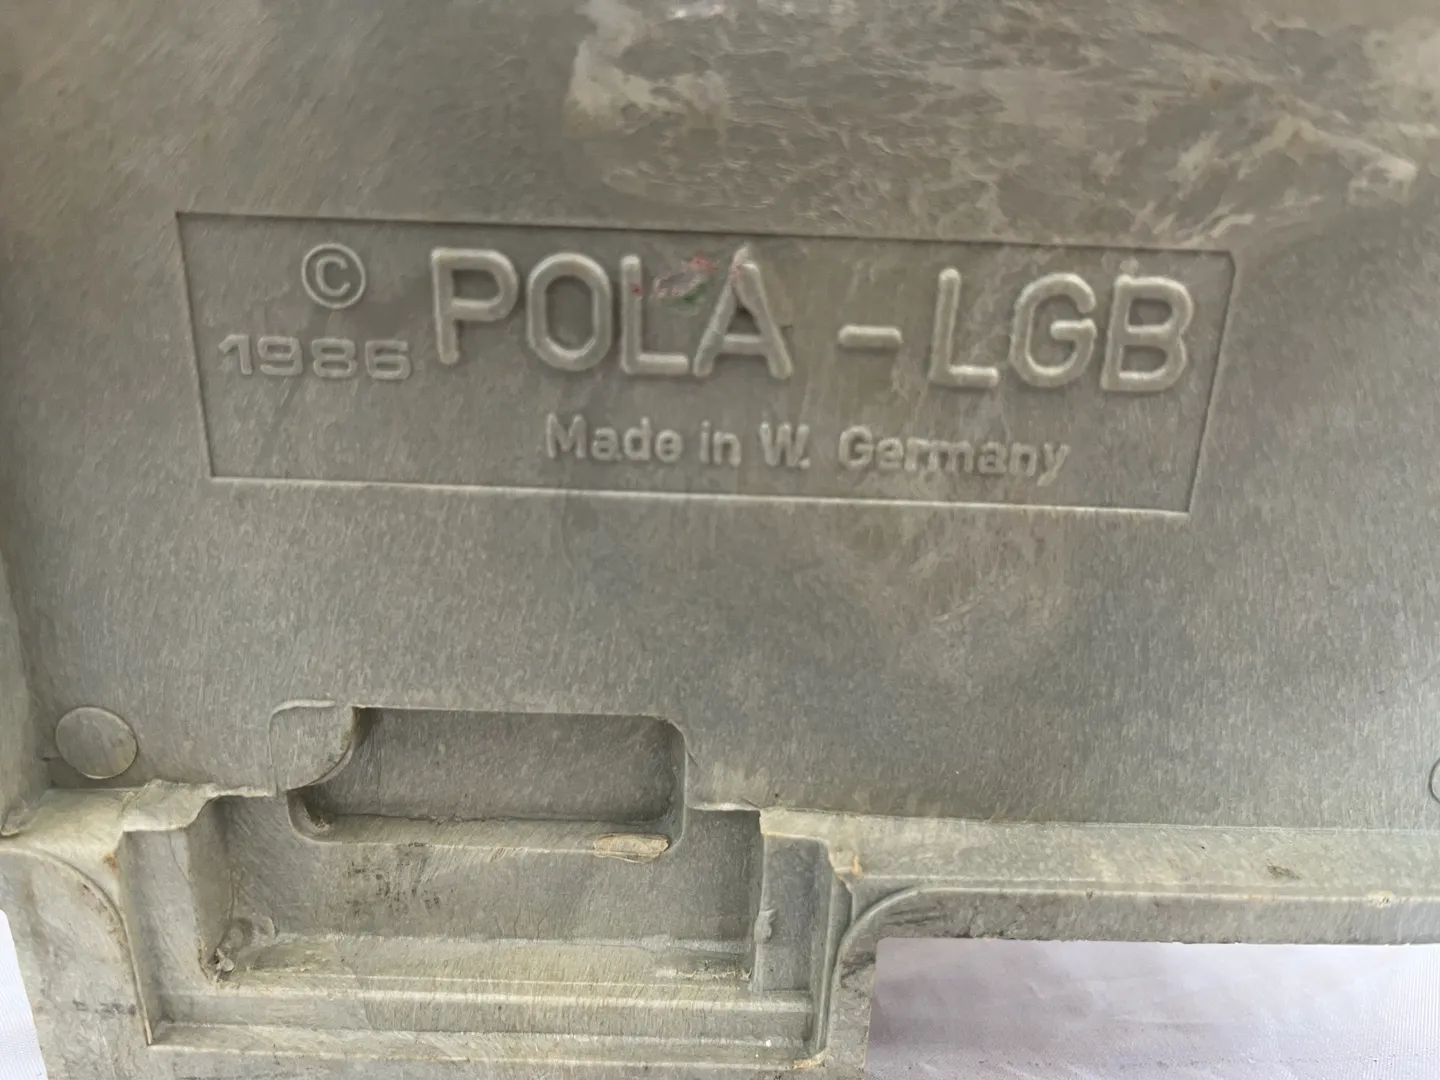 © POLA - LGB
1986
Made in W. Germany